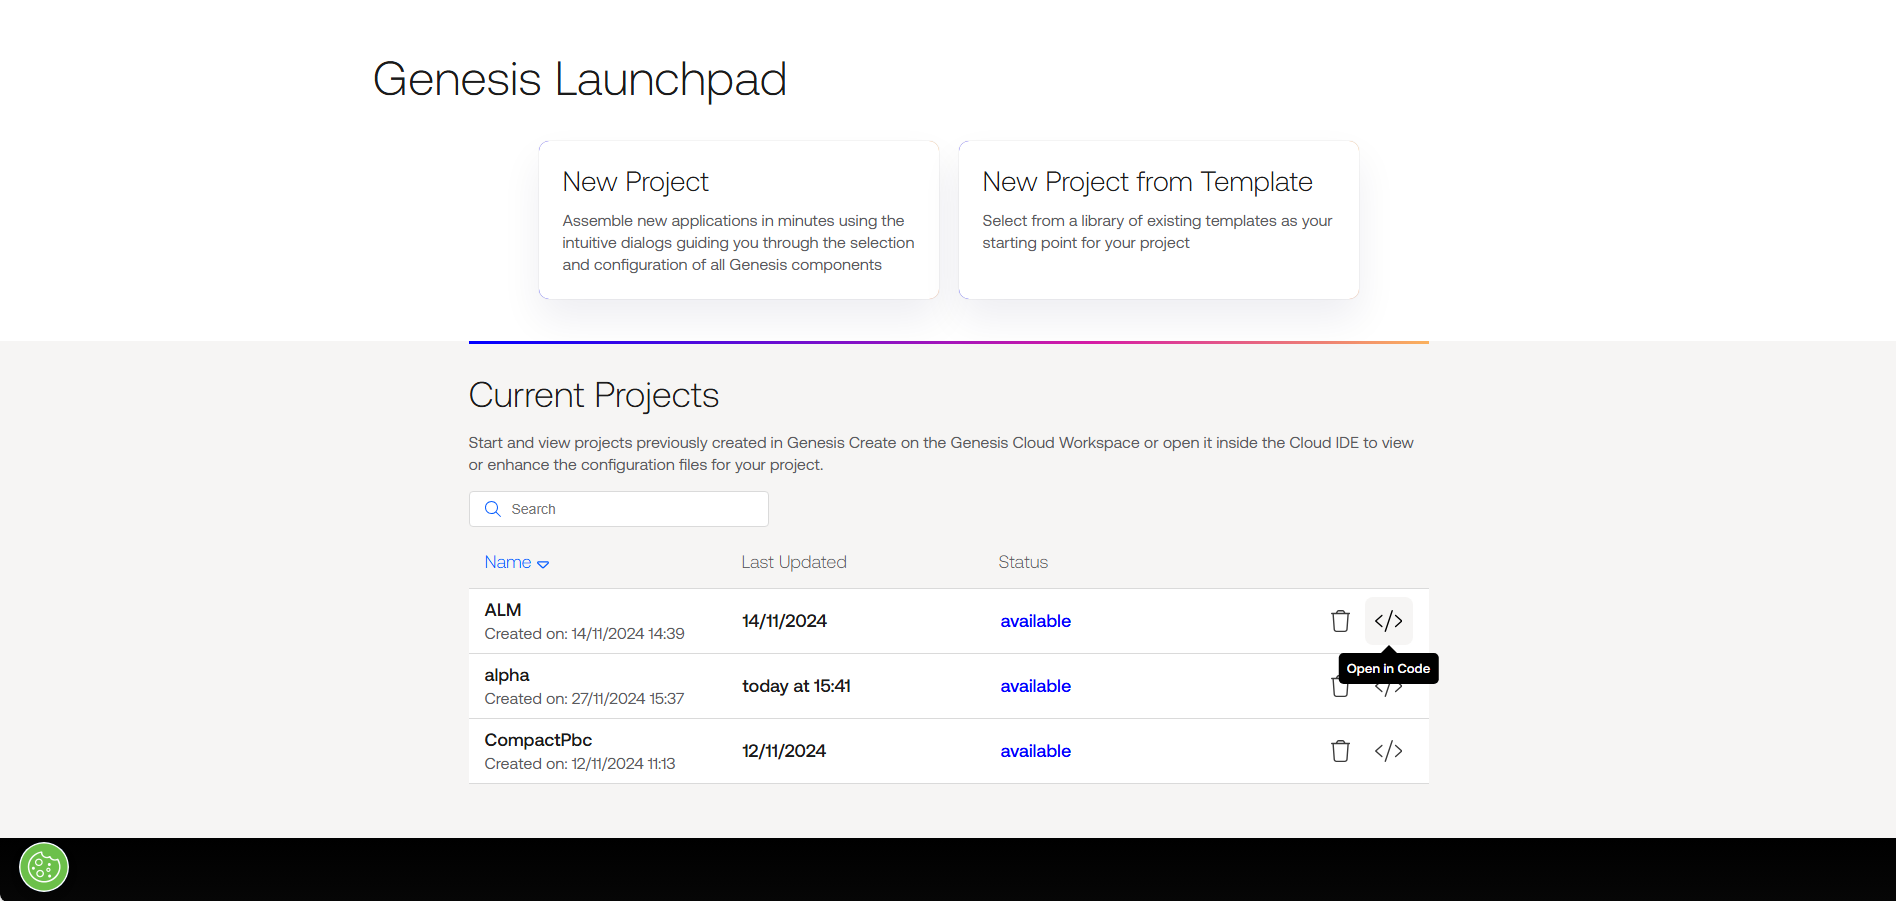 Genesis Launchpad
New Project
Assemble new applications in minutes using the
intuitive dialogs guiding you through the selection
and configuration of all Genesis components
New Project from Template
Select from a library of existing templates as your
starting point for your project
Current Projects
Start and view projects previously created in Genesis Create on the Genesis Cloud Workspace or open it inside the Cloud IDE to view
or enhance the configuration files for your project.
Search
Name
Last Updated
Status
ALM
Created on: 14/11/2024 14:39
14/11/2024
available
Open in Code
alpha
Created on: 27/11/2024 15:37
today at 15:41
available
CompactPbc
Created on: 12/11/2024 11:13
12/11/2024
available